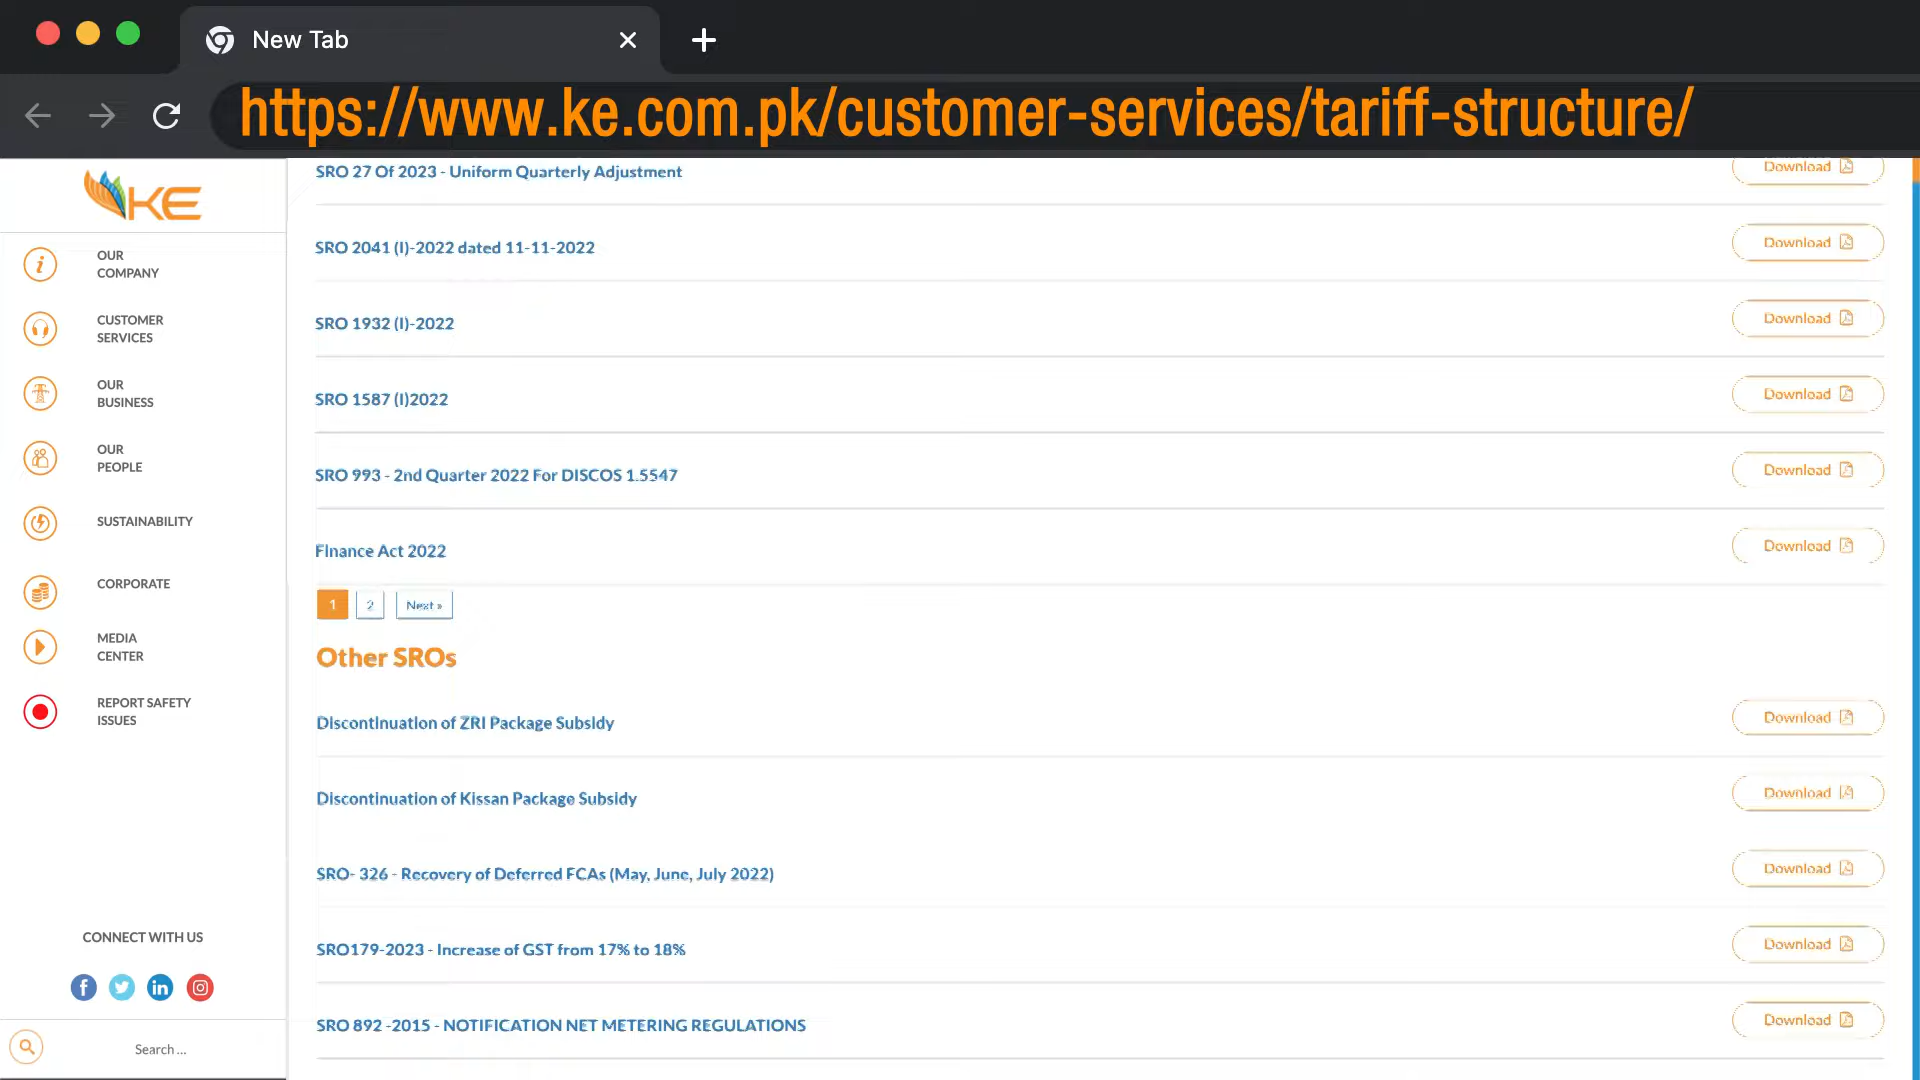 New Tab
https://www.ke.com.pk/customer-services/tariff-structure/
KE
OUR
COMPANY
CUSTOMER
SERVICES
OUR
BUSINESS
OUR
PEOPLE
SUSTAINABILITY
CORPORATE
MEDIA
CENTER
REPORT SAFETY
ISSUES
CONNECT WITH US
Search ...
SRO 27 Of 2023 - Uniform Quarterly Adjustment Download
SRO 2041 (I)-2022 dated 11-11-2022 Download
SRO 1932 (I)-2022 Download
SRO 1587 (I)2022 Download
SRO 993 - 2nd Quarter 2022 For DISCOS 1.5547 Download
Finance Act 2022 Download
1 2 Next »
Other SROs
Discontinuation of ZRI Package Subsidy Download
Discontinuation of Kissan Package Subsidy Download
SRO- 326 - Recovery of Deferred FCAs (May, June, July 2022) Download
SRO179-2023 - Increase of GST from 17% to 18% Download
SRO 892 -2015 - NOTIFICATION NET METERING REGULATIONS Download